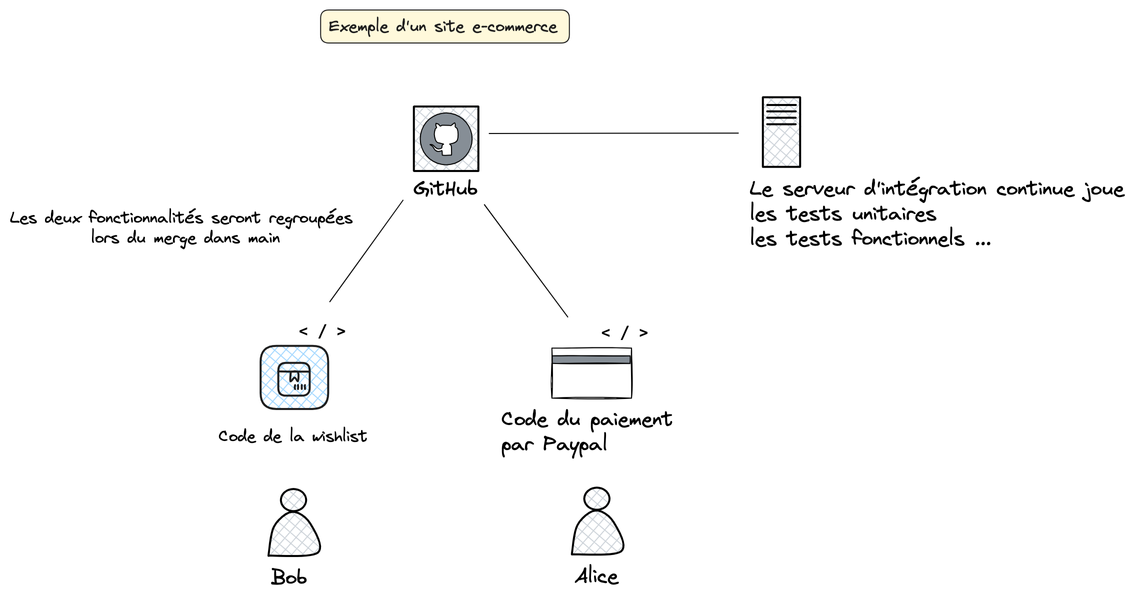 Exemple d'un site e-commerce
GitHub
Le serveur d'intégration continue joue
les tests unitaires
les tests fonctionnels ...
Les deux fonctionnalités seront regroupées
lors du merge dans main
< / >
< / >
Code de la wishlist
Code du paiement
par Paypal
Bob
Alice